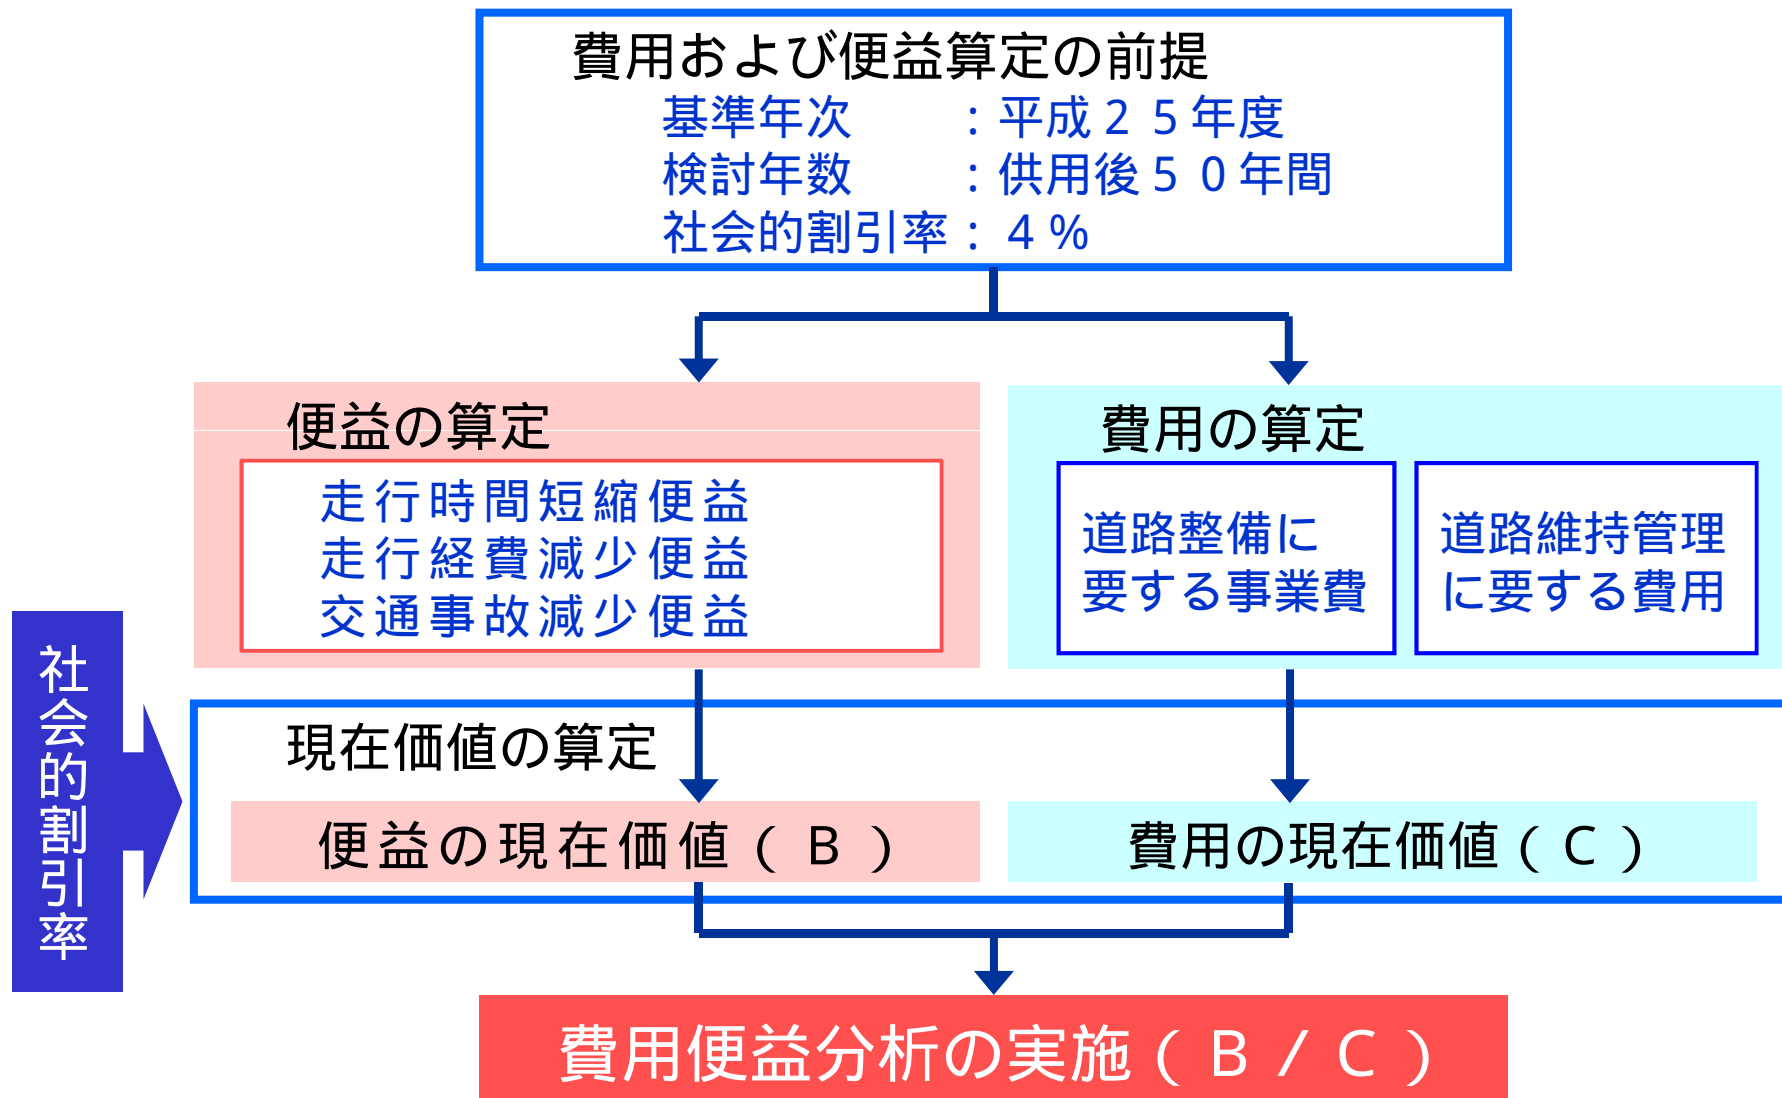 費用および便益算定の前提
基準年次　　：平成２５年度
検討年数　　：供用後５０年間
社会的割引率：４％
便益の算定
走行時間短縮便益
走行経費減少便益
交通事故減少便益
費用の算定
道路整備に
要する事業費
道路維持管理
に要する費用
社会的割引率
現在価値の算定
便益の現在価値（Ｂ）
費用の現在価値（Ｃ）
費用便益分析の実施（Ｂ／Ｃ）